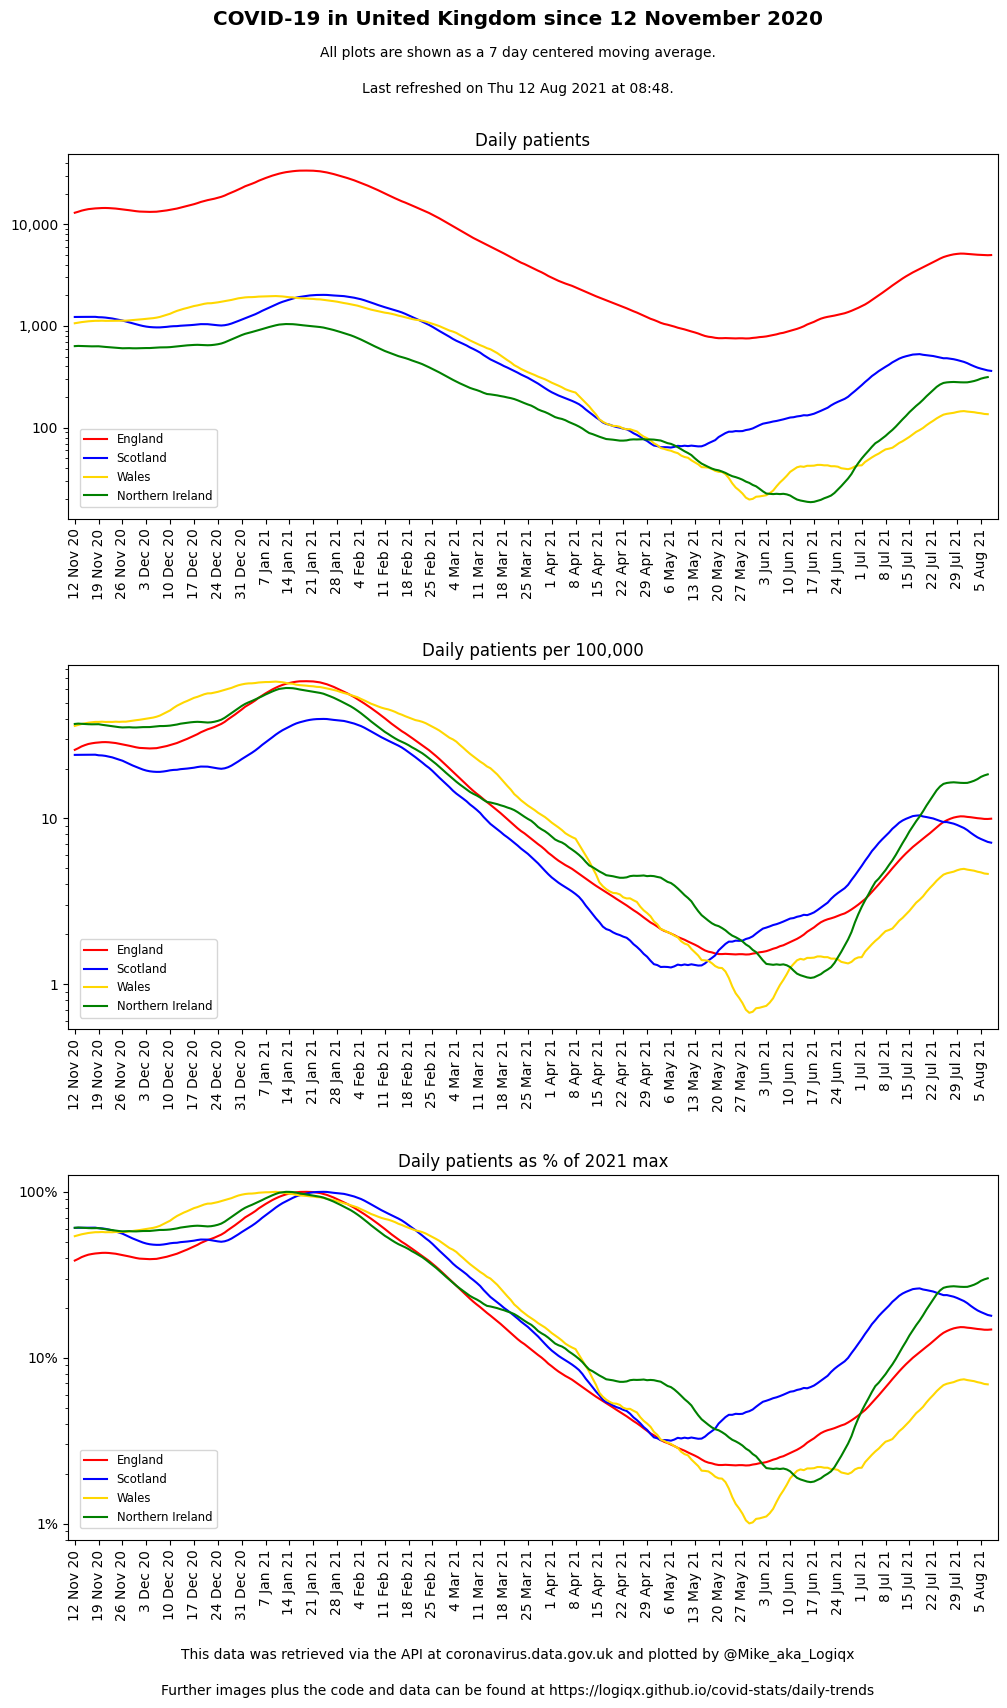 COVID-19 in United Kingdom since 12 November 2020
All plots are shown as a 7 day centered moving average.
Last refreshed on Thu 12 Aug 2021 at 08:48.
Daily patients
10,000
1,000
100
England
Scotland
Wales
Northern Ireland
12 Nov 20
19 Nov 20
26 Nov 20
3 Dec 20
10 Dec 20
17 Dec 20
24 Dec 20
31 Dec 20
7 Jan 21
14 Jan 21
21 Jan 21
28 Jan 21
4 Feb 21
11 Feb 21
18 Feb 21
25 Feb 21
4 Mar 21
11 Mar 21
18 Mar 21
25 Mar 21
1 Apr 21
8 Apr 21
15 Apr 21
22 Apr 21
29 Apr 21
6 May 21
13 May 21
20 May 21
27 May 21
3 Jun 21
10 Jun 21
17 Jun 21
24 Jun 21
1 Jul 21
8 Jul 21
15 Jul 21
22 Jul 21
29 Jul 21
5 Aug 21
Daily patients per 100,000
10
1
England
Scotland
Wales
Northern Ireland
12 Nov 20
19 Nov 20
26 Nov 20
3 Dec 20
10 Dec 20
17 Dec 20
24 Dec 20
31 Dec 20
7 Jan 21
14 Jan 21
21 Jan 21
28 Jan 21
4 Feb 21
11 Feb 21
18 Feb 21
25 Feb 21
4 Mar 21
11 Mar 21
18 Mar 21
25 Mar 21
1 Apr 21
8 Apr 21
15 Apr 21
22 Apr 21
29 Apr 21
6 May 21
13 May 21
20 May 21
27 May 21
3 Jun 21
10 Jun 21
17 Jun 21
24 Jun 21
1 Jul 21
8 Jul 21
15 Jul 21
22 Jul 21
29 Jul 21
5 Aug 21
Daily patients as % of 2021 max
100%
10%
1%
England
Scotland
Wales
Northern Ireland
12 Nov 20
19 Nov 20
26 Nov 20
3 Dec 20
10 Dec 20
17 Dec 20
24 Dec 20
31 Dec 20
7 Jan 21
14 Jan 21
21 Jan 21
28 Jan 21
4 Feb 21
11 Feb 21
18 Feb 21
25 Feb 21
4 Mar 21
11 Mar 21
18 Mar 21
25 Mar 21
1 Apr 21
8 Apr 21
15 Apr 21
22 Apr 21
29 Apr 21
6 May 21
13 May 21
20 May 21
27 May 21
3 Jun 21
10 Jun 21
17 Jun 21
24 Jun 21
1 Jul 21
8 Jul 21
15 Jul 21
22 Jul 21
29 Jul 21
5 Aug 21
This data was retrieved via the API at coronavirus.data.gov.uk and plotted by @Mike_aka_Logiqx
Further images plus the code and data can be found at https://logiqx.github.io/covid-stats/daily-trends